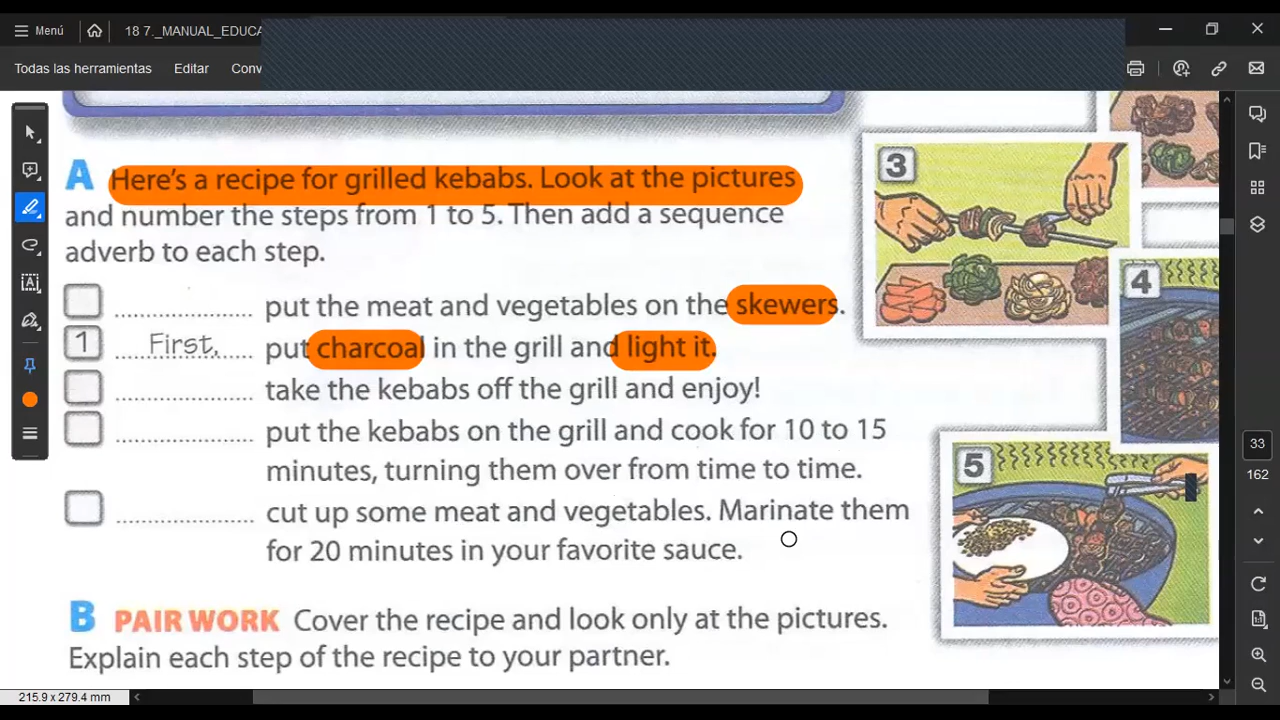 Menú
18 7._MANUAL_EDUCA
Todas las herramientas Editar Conv
A Here's a recipe for grilled kebabs. Look at the pictures
and number the steps from 1 to 5. Then add a sequence
adverb to each step.
put the meat and vegetables on the skewers.
1 First, put charcoal in the grill and light it.
take the kebabs off the grill and enjoy!
put the kebabs on the grill and cook for 10 to 15
minutes, turning them over from time to time.
cut up some meat and vegetables. Marinate them
for 20 minutes in your favorite sauce.
B PAIR WORK Cover the recipe and look only at the pictures.
Explain each step of the recipe to your partner.
3
4
5
33
162
215.9 x 279.4 mm